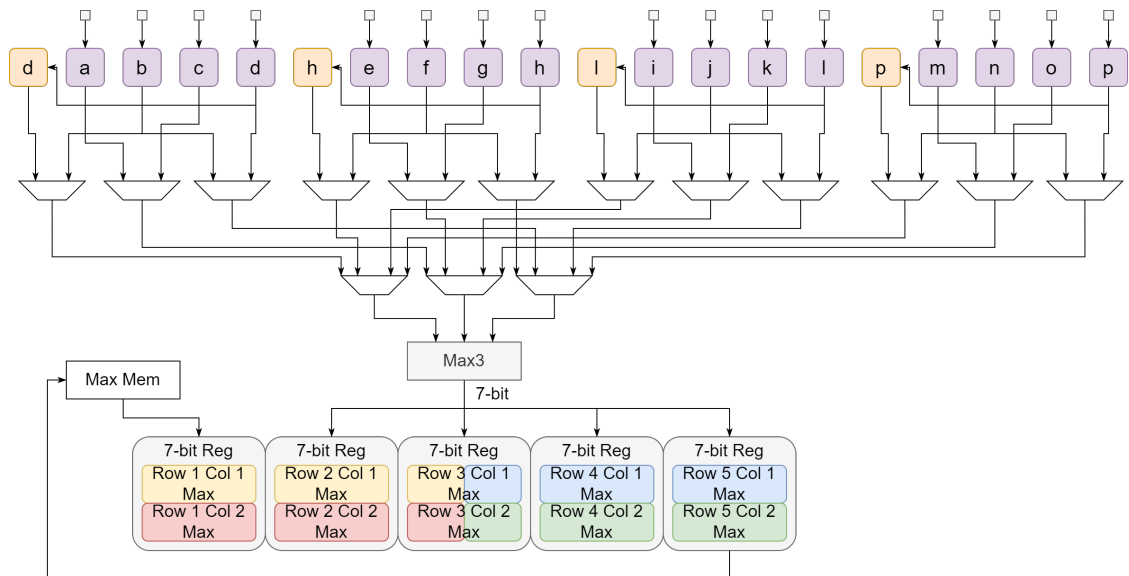 d a b c d h e f g h l i j k l p m n o p
Max3
7-bit
Max Mem
7-bit Reg 7-bit Reg 7-bit Reg 7-bit Reg 7-bit Reg
Row 1 Col 1 Row 2 Col 1 Row 3 Col 1 Row 4 Col 1 Row 5 Col 1
Max Max Max Max Max
Row 1 Col 2 Row 2 Col 2 Row 3 Col 2 Row 4 Col 2 Row 5 Col 2
Max Max Max Max Max